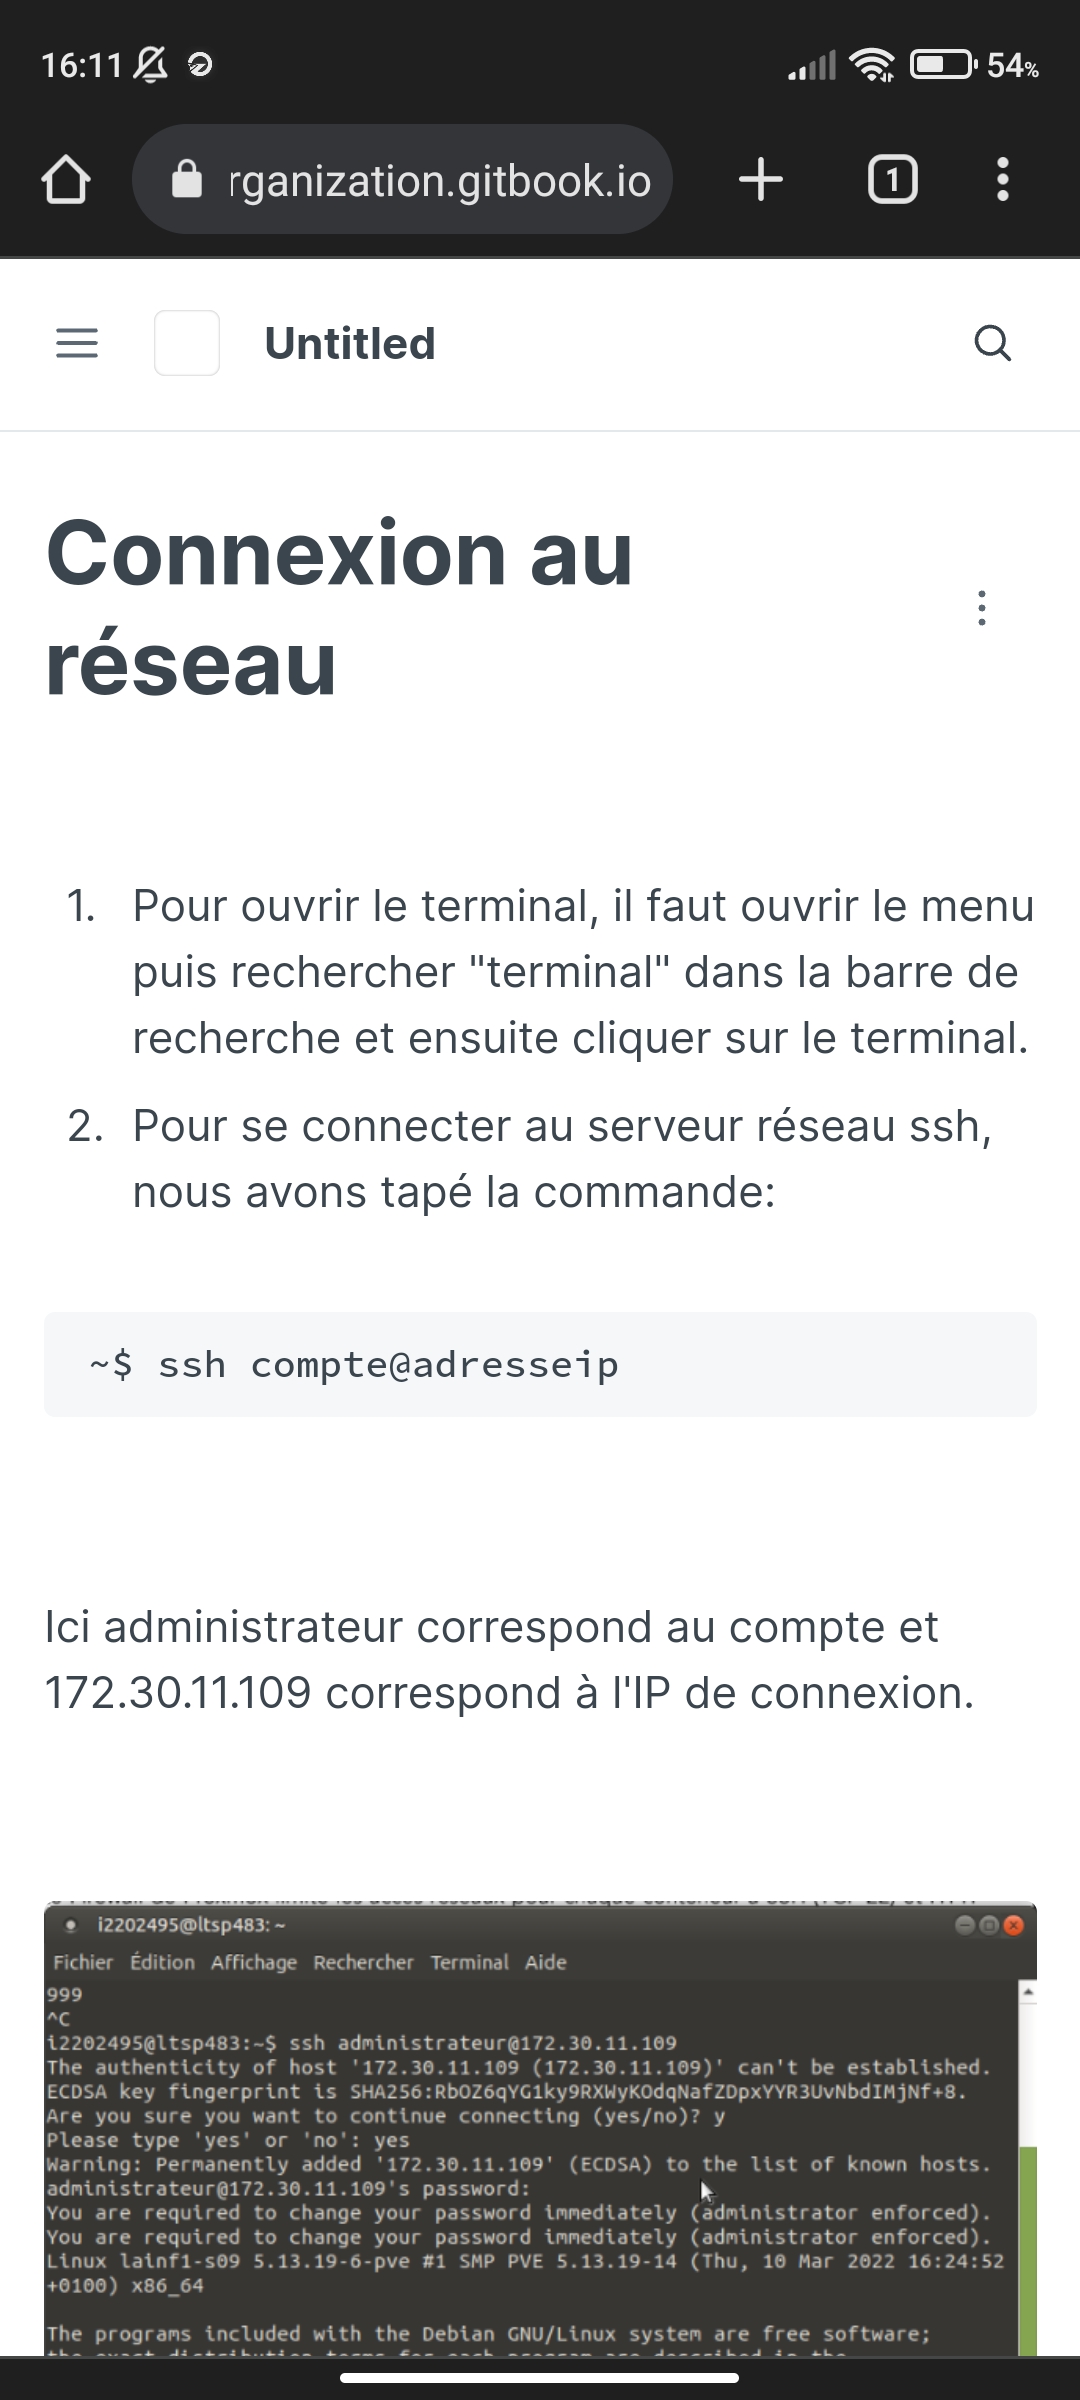 16:11
54%
rganization.gitbook.io
1
Untitled
Connexion au
réseau
1. Pour ouvrir le terminal, il faut ouvrir le menu
puis rechercher "terminal" dans la barre de
recherche et ensuite cliquer sur le terminal.
2. Pour se connecter au serveur réseau ssh,
nous avons tapé la commande:
~$ ssh compte@adresseip
Ici administrateur correspond au compte et
172.30.11.109 correspond à l'IP de connexion.
i2202495@ltsp483: ~
Fichier Édition Affichage Rechercher Terminal Aide
999
^C
i2202495@ltsp483:~$ ssh administrateur@172.30.11.109
The authenticity of host '172.30.11.109 (172.30.11.109)' can't be established.
ECDSA key fingerprint is SHA256:RbOZ6qYG1ky9RXWyKOdqNafZDpxYYR3UvNbdIMjNf+8.
Are you sure you want to continue connecting (yes/no)? y
Please type 'yes' or 'no': yes
Warning: Permanently added '172.30.11.109' (ECDSA) to the list of known hosts.
administrateur@172.30.11.109's password:
You are required to change your password immediately (administrator enforced).
You are required to change your password immediately (administrator enforced).
Linux lainf1-s09 5.13.19-6-pve #1 SMP PVE 5.13.19-14 (Thu, 10 Mar 2022 16:24:52
+0100) x86_64
The programs included with the Debian GNU/Linux system are free software;